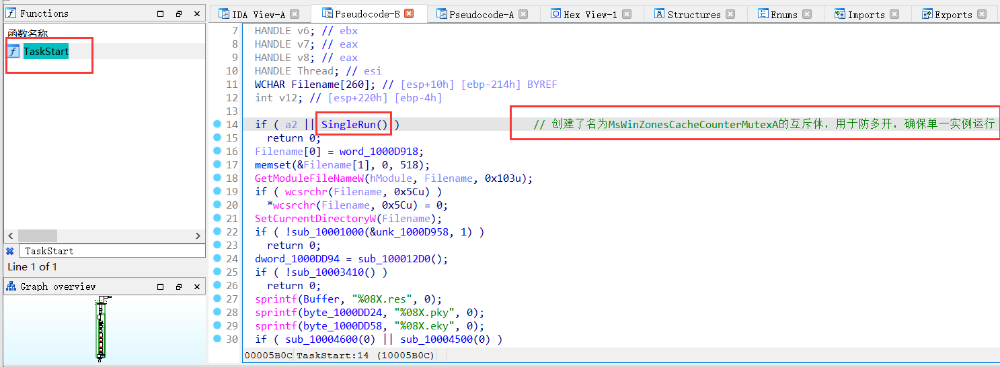 Functions
函数名称
TaskStart
TaskStart
Line 1 of 1
Graph overview
IDA View-A
Pseudocode-B
Pseudocode-A
Hex View-1
Structures
Enums
Imports
Exports
7 HANDLE v6; // ebx
8 HANDLE v7; // eax
9 HANDLE v8; // eax
10 HANDLE Thread; // esi
11 WCHAR Filename[260]; // [esp+10h] [ebp-214h] BYREF
12 int v12; // [esp+220h] [ebp-4h]
13
14 if ( a2 || SingleRun() ) // 创建了名为MsWinZonesCacheCounterMutexA的互斥体，用于防多开，确保单一实例运行
15 return 0;
16 Filename[0] = word_1000D918;
17 memset(&Filename[1], 0, 518);
18 GetModuleFileNameW(hModule, Filename, 0x103u);
19 if ( wcsrchr(Filename, 0x5Cu) )
20 *wcsrchr(Filename, 0x5Cu) = 0;
21 SetCurrentDirectoryW(Filename);
22 if ( !sub_10001000(&unk_1000D958, 1) )
23 return 0;
24 dword_1000DD94 = sub_100012D0();
25 if ( !sub_10003410() )
26 return 0;
27 sprintf(Buffer, "%08X.res", 0);
28 sprintf(byte_1000DD24, "%08X.pky", 0);
29 sprintf(byte_1000DD58, "%08X.eky", 0);
30 if ( sub_10004600(0) || sub_10004500(0) )
00005B0C TaskStart:14 (10005B0C)